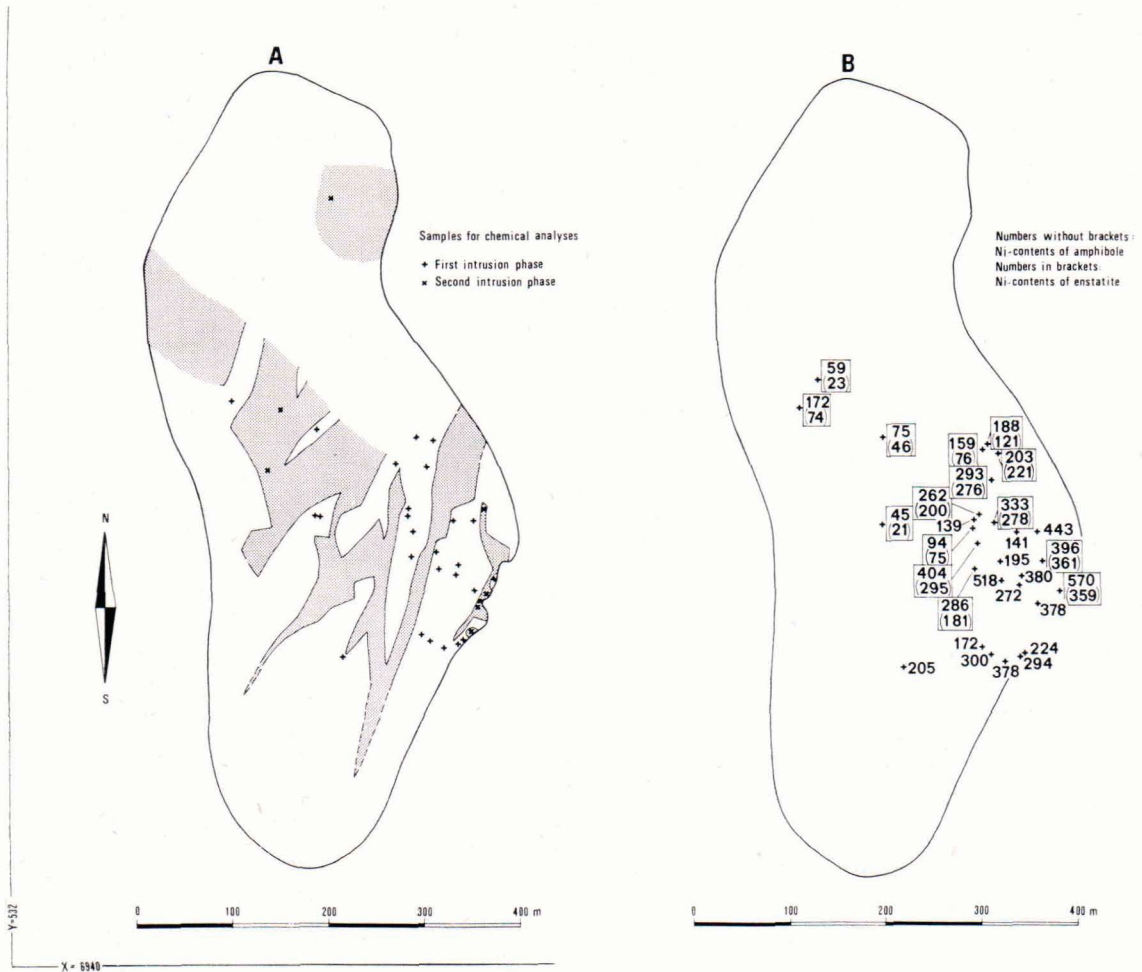 A
Samples for chemical analyses
+ First intrusion phase
× Second intrusion phase
N
S
0 100 200 300 400 m
Y=532
X = 6940
B
Numbers without brackets:
Ni-contents of amphibole
Numbers in brackets:
Ni-contents of enstatite
59
(23)
172
(74)
75
(46)
188
(121)
159
(76)
203
(221)
293
(276)
262
(200)
333
(278)
45
(21)
139
443
141
94
(75)
396
(361)
195
404
(295)
518
380
570
(359)
272
286
(181)
378
172
224
300
294
378
205
0 100 200 300 400 m